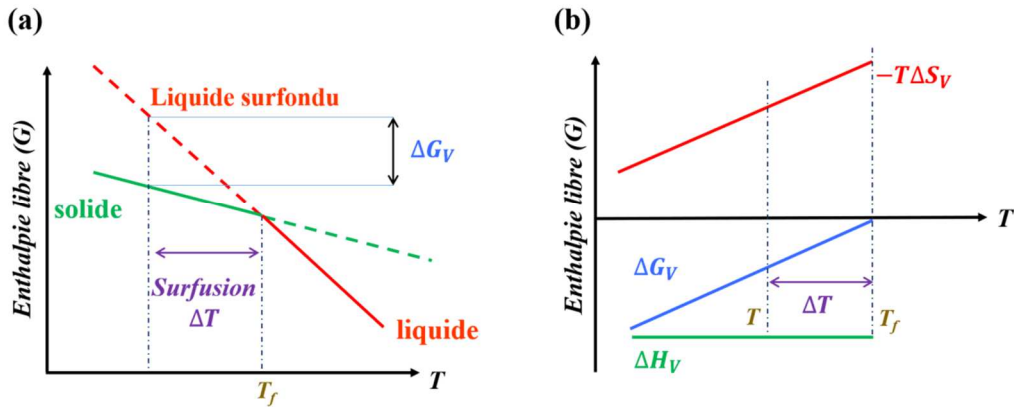 (a)
Enthalpie libre (G)
Liquide surfondu
ΔG_V
solide
Surfusion
ΔT
liquide
T_f
T
(b)
Enthalpie libre (G)
−TΔS_V
T
ΔG_V
ΔT
T
T_f
ΔH_V